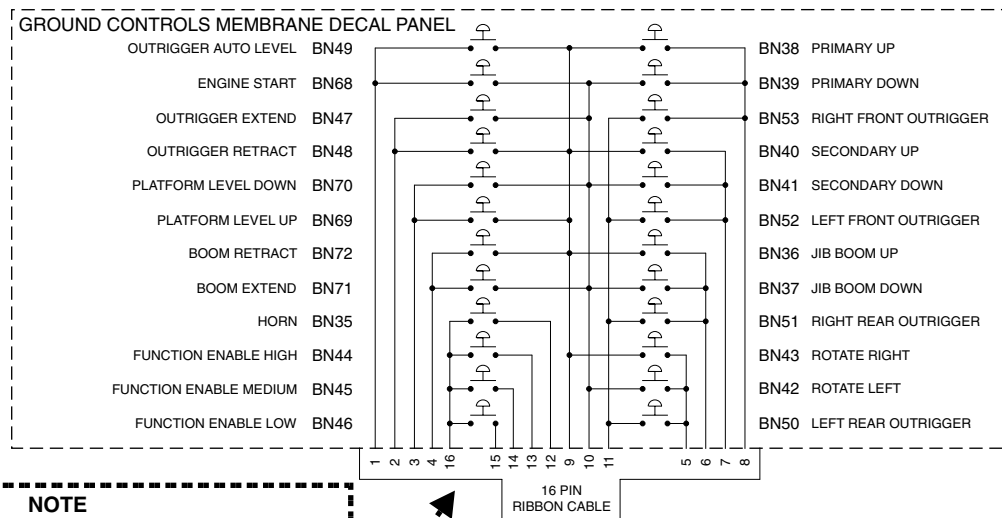 GROUND CONTROLS MEMBRANE DECAL PANEL
OUTRIGGER AUTO LEVEL BN49 BN38 PRIMARY UP
ENGINE START BN68 BN39 PRIMARY DOWN
OUTRIGGER EXTEND BN47 BN53 RIGHT FRONT OUTRIGGER
OUTRIGGER RETRACT BN48 BN40 SECONDARY UP
PLATFORM LEVEL DOWN BN70 BN41 SECONDARY DOWN
PLATFORM LEVEL UP BN69 BN52 LEFT FRONT OUTRIGGER
BOOM RETRACT BN72 BN36 JIB BOOM UP
BOOM EXTEND BN71 BN37 JIB BOOM DOWN
HORN BN35 BN51 RIGHT REAR OUTRIGGER
FUNCTION ENABLE HIGH BN44 BN43 ROTATE RIGHT
FUNCTION ENABLE MEDIUM BN45 BN42 ROTATE LEFT
FUNCTION ENABLE LOW BN46 BN50 LEFT REAR OUTRIGGER
1 2 3 4 16 15 14 13 12 9 10 11 5 6 7 8
16 PIN
RIBBON CABLE
NOTE